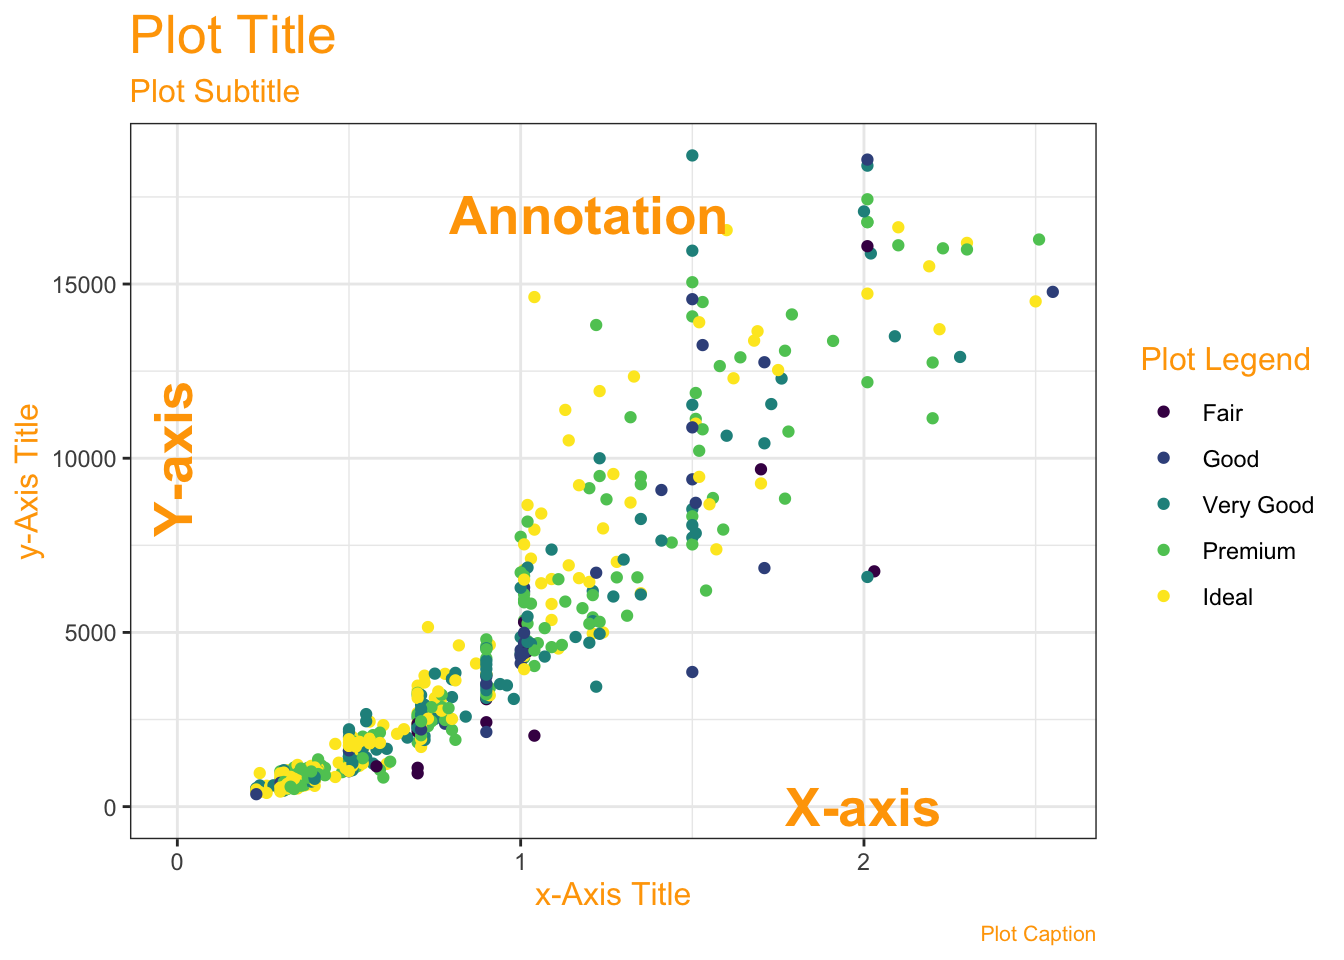 Plot Title
Plot Subtitle
Annotation
Y-axis
X-axis
y-Axis Title
15000
10000
5000
0
0 1 2
x-Axis Title
Plot Legend
Fair
Good
Very Good
Premium
Ideal
Plot Caption